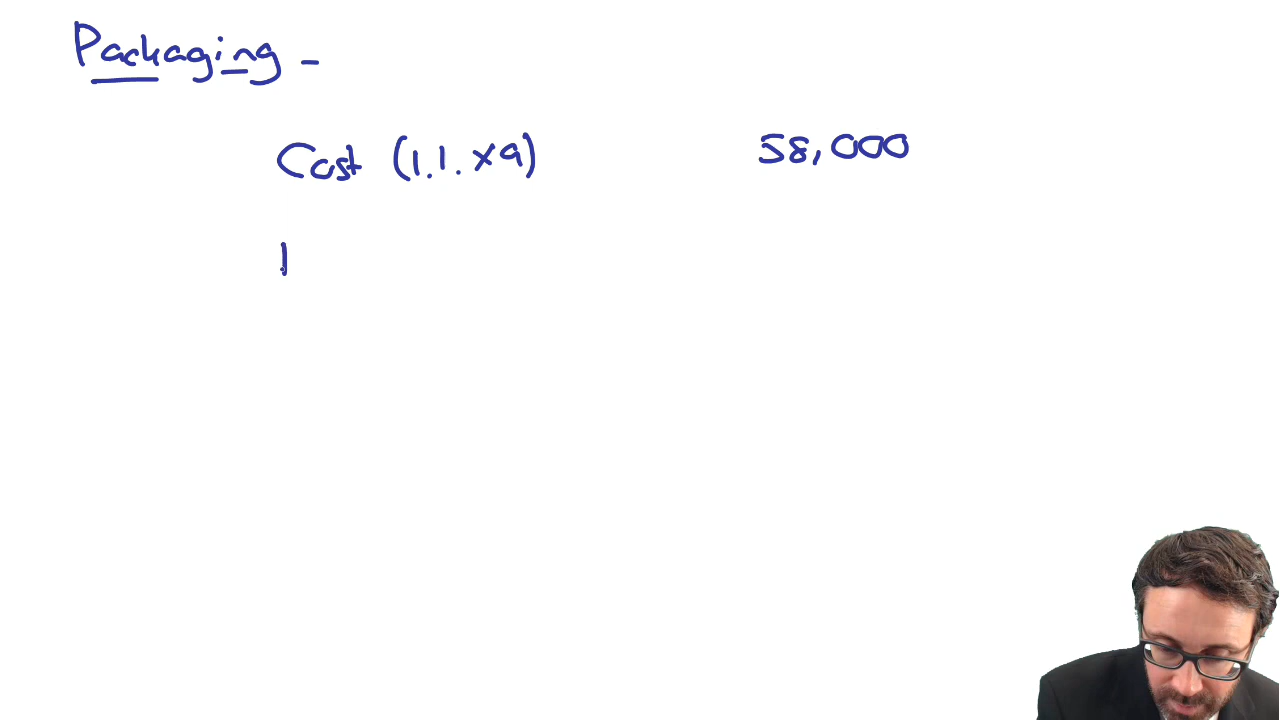 Packaging -
Cost (1.1.x9) 58,000